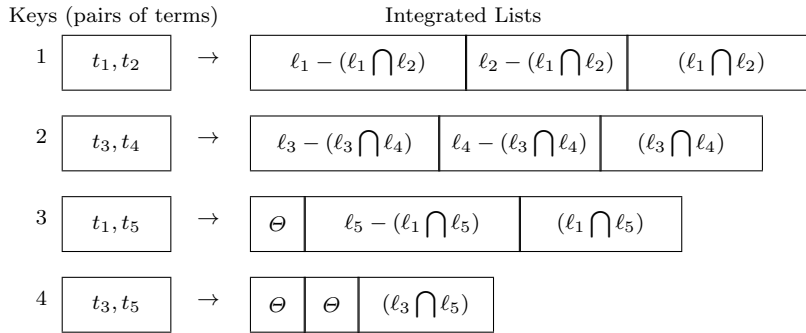 Keys (pairs of terms) Integrated Lists
1 t₁, t₂ → ℓ₁ − (ℓ₁ ⋂ ℓ₂) ℓ₂ − (ℓ₁ ⋂ ℓ₂) (ℓ₁ ⋂ ℓ₂)
2 t₃, t₄ → ℓ₃ − (ℓ₃ ⋂ ℓ₄) ℓ₄ − (ℓ₃ ⋂ ℓ₄) (ℓ₃ ⋂ ℓ₄)
3 t₁, t₅ → Θ ℓ₅ − (ℓ₁ ⋂ ℓ₅) (ℓ₁ ⋂ ℓ₅)
4 t₃, t₅ → Θ Θ (ℓ₃ ⋂ ℓ₅)